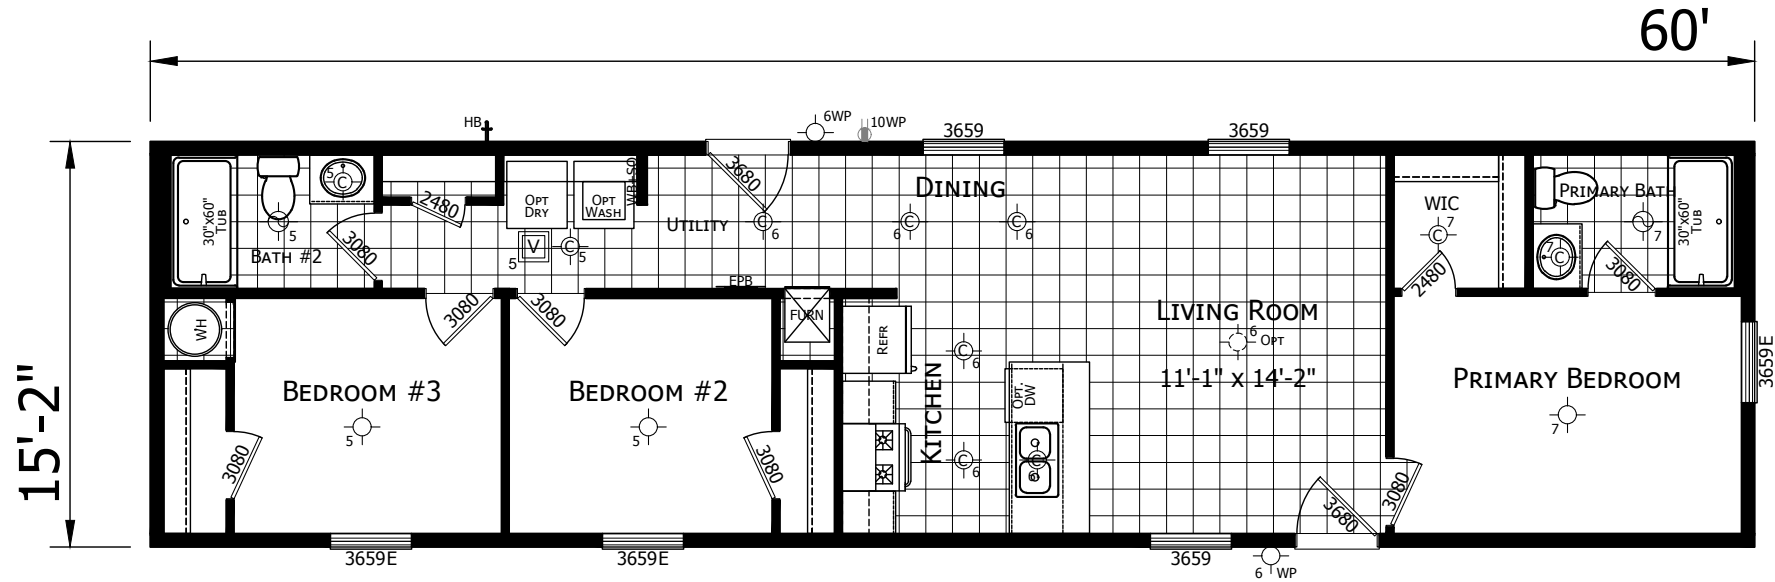 60'
15'-2"
HB
6WP
10WP
3659
3659
30"x60"
TUB
5
C
5
BATH #2
3080
2480
OPT
DRY
OPT
WASH
WB+SO
V
5
C
5
UTILITY
3680
C
6
EPB
DINING
C
6
C
6
WIC
C
7
2480
PRIMARY BATH
7
7
C
3080
30"x60"
TUB
WH
3080
3080
FURN
REFR
C
6
LIVING ROOM
6
OPT
11'-1" x 14'-2"
BEDROOM #3
5
3080
BEDROOM #2
5
3080
KITCHEN
C
6
OPT.
DW
C
6
PRIMARY BEDROOM
7
3080
3680
3659E
3659E
3659E
3659
6 WP